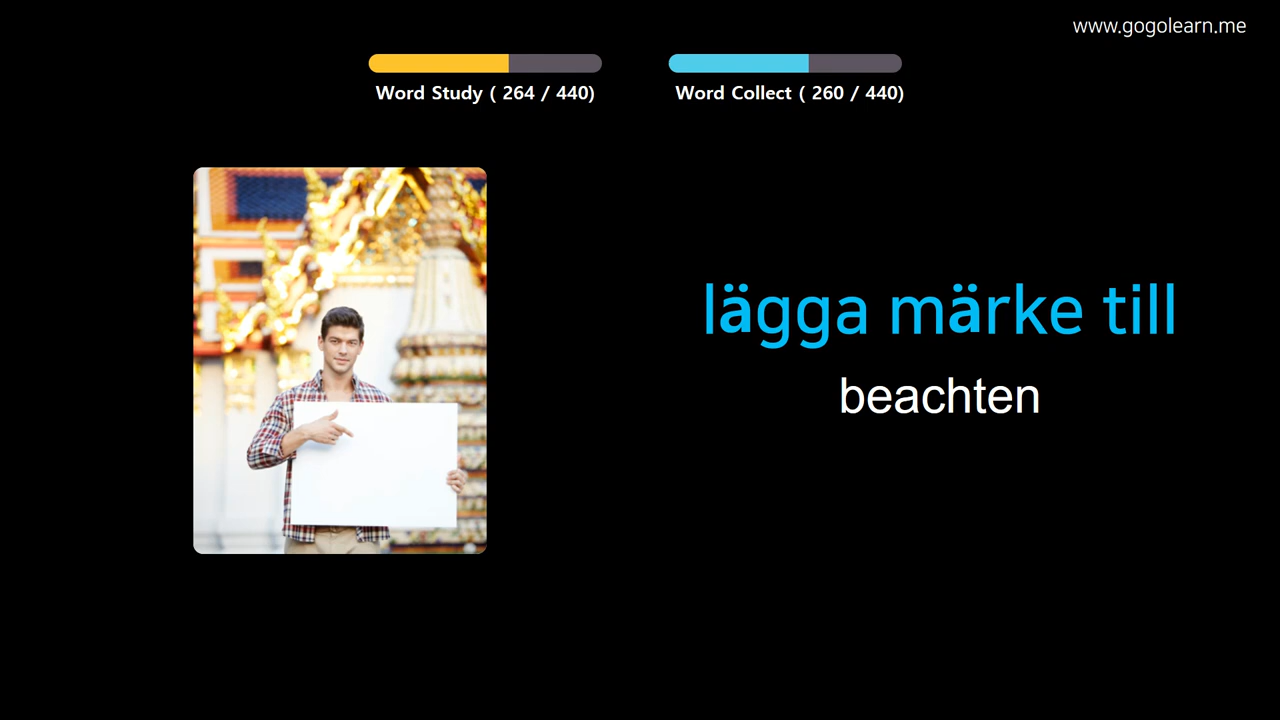 www.gogolearn.me
Word Study ( 264 / 440)
Word Collect ( 260 / 440)
lägga märke till
beachten